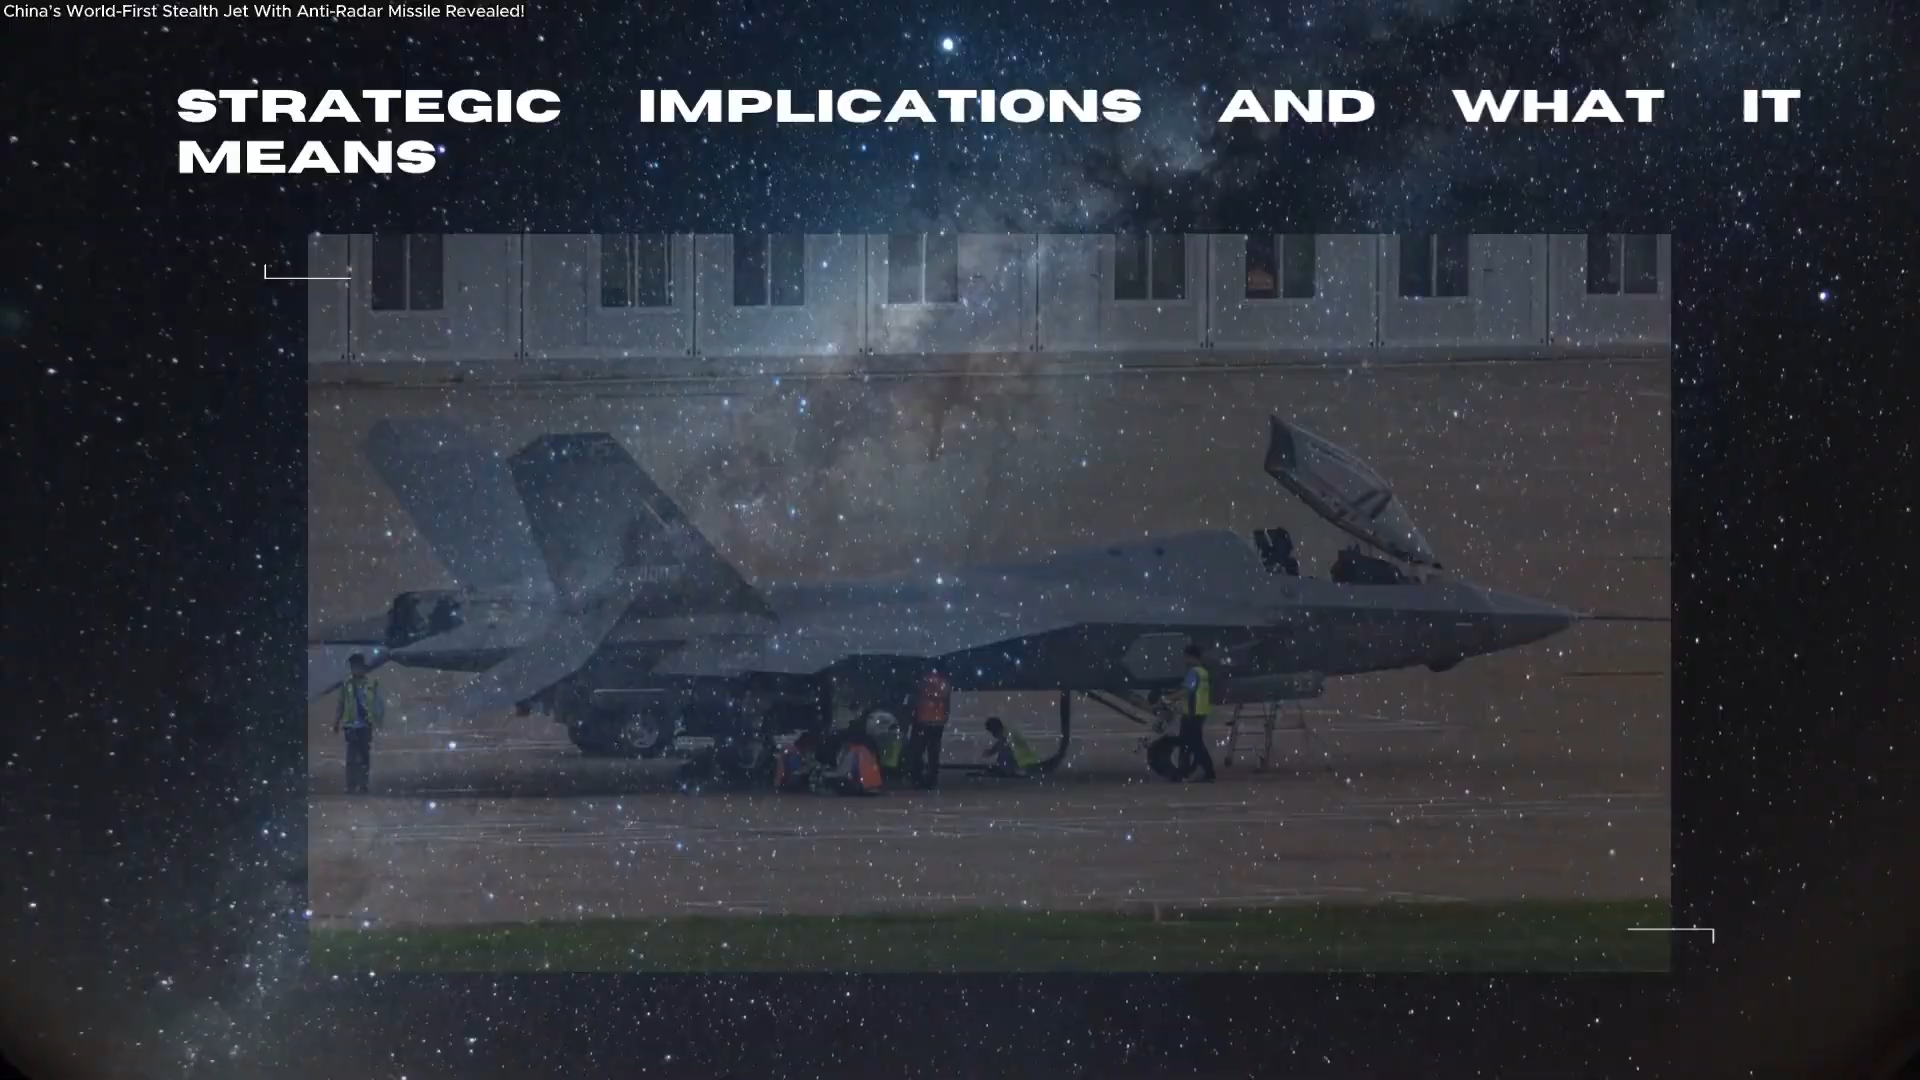 China's World-First Stealth Jet With Anti-Radar Missile Revealed!
STRATEGIC IMPLICATIONS AND WHAT IT
MEANS